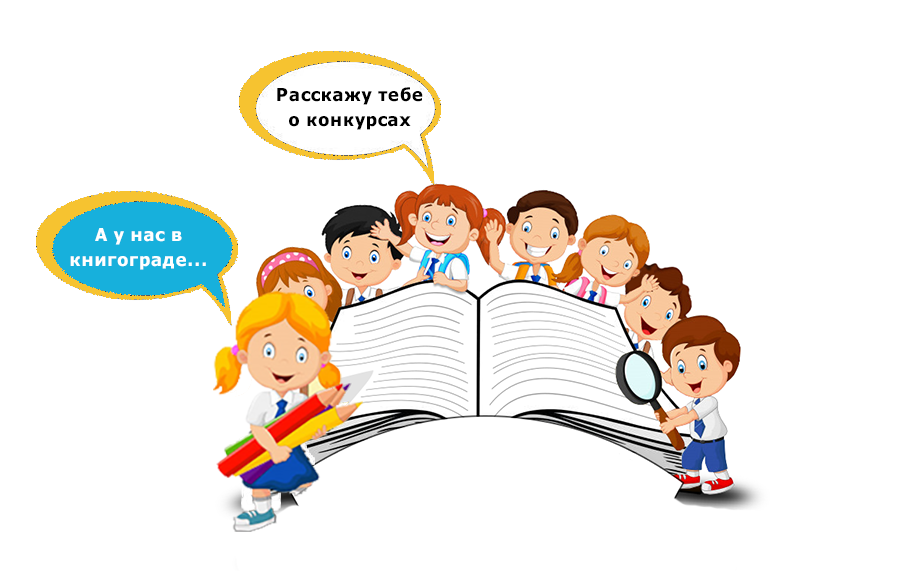 Расскажу тебе
о конкурсах
А у нас в
книгограде...